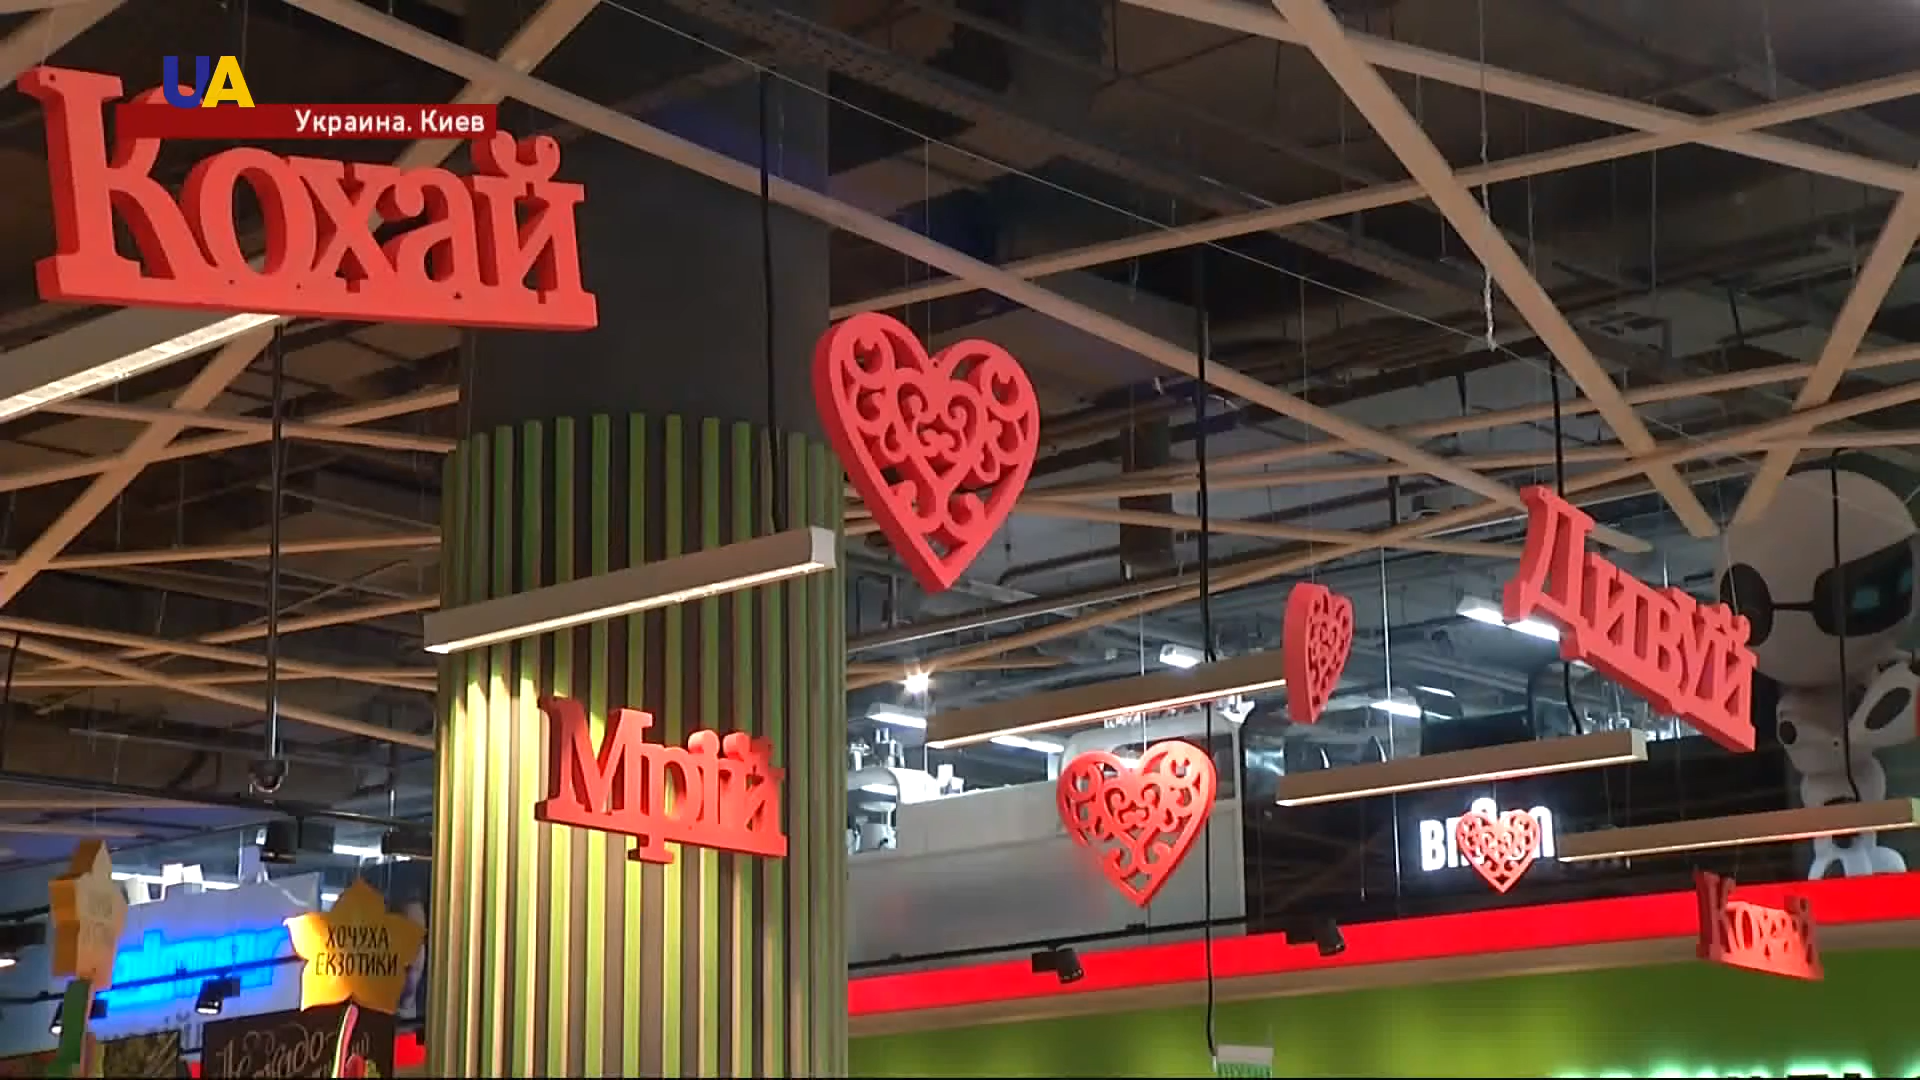 UA
Украина. Киев
Кохай
Дивуй
Мрій
Кохай
ХОЧУХА
ЕКЗОТИКИ